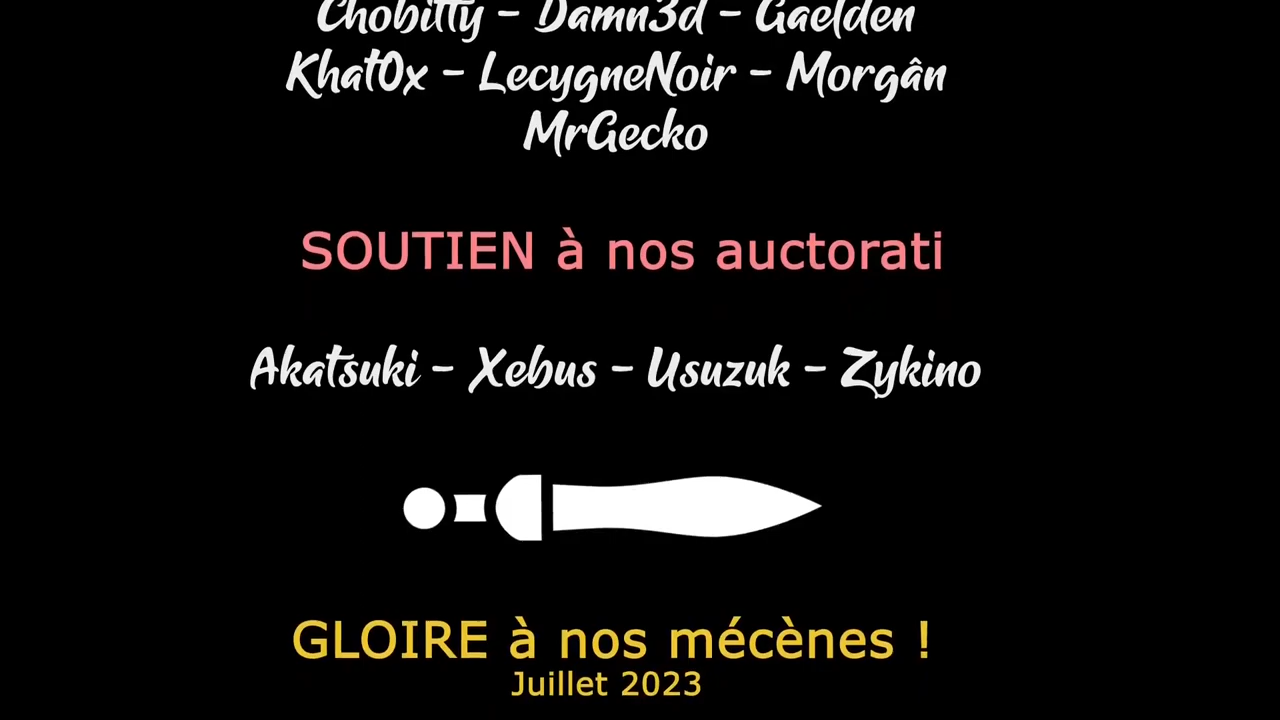 Chobitty - Damn3d - Gaelden
Khat0x - LecygneNoir - Morgân
MrGecko
SOUTIEN à nos auctorati
Akatsuki - Xebus - Usuzuk - Zykino
GLOIRE à nos mécènes !
Juillet 2023